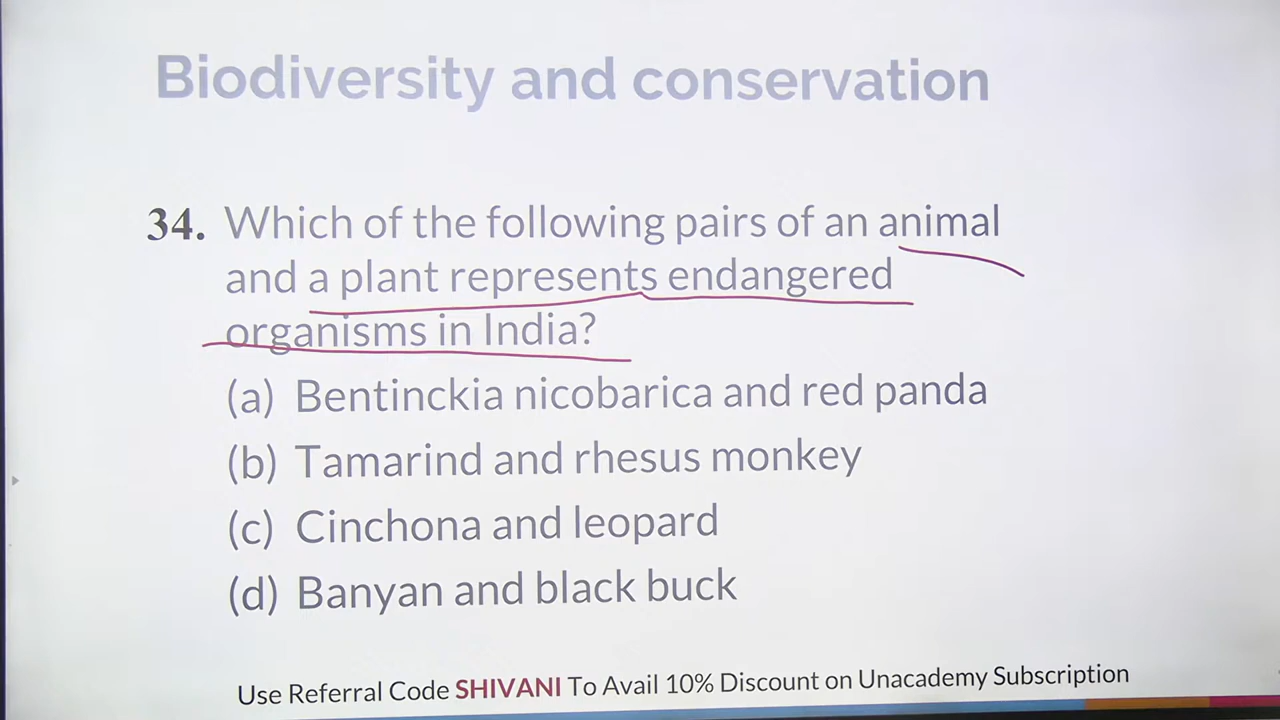 Biodiversity and conservation
34. Which of the following pairs of an animal
and a plant represents endangered
organisms in India?
(a) Bentinckia nicobarica and red panda
(b) Tamarind and rhesus monkey
(c) Cinchona and leopard
(d) Banyan and black buck
Use Referral Code SHIVANI To Avail 10% Discount on Unacademy Subscription